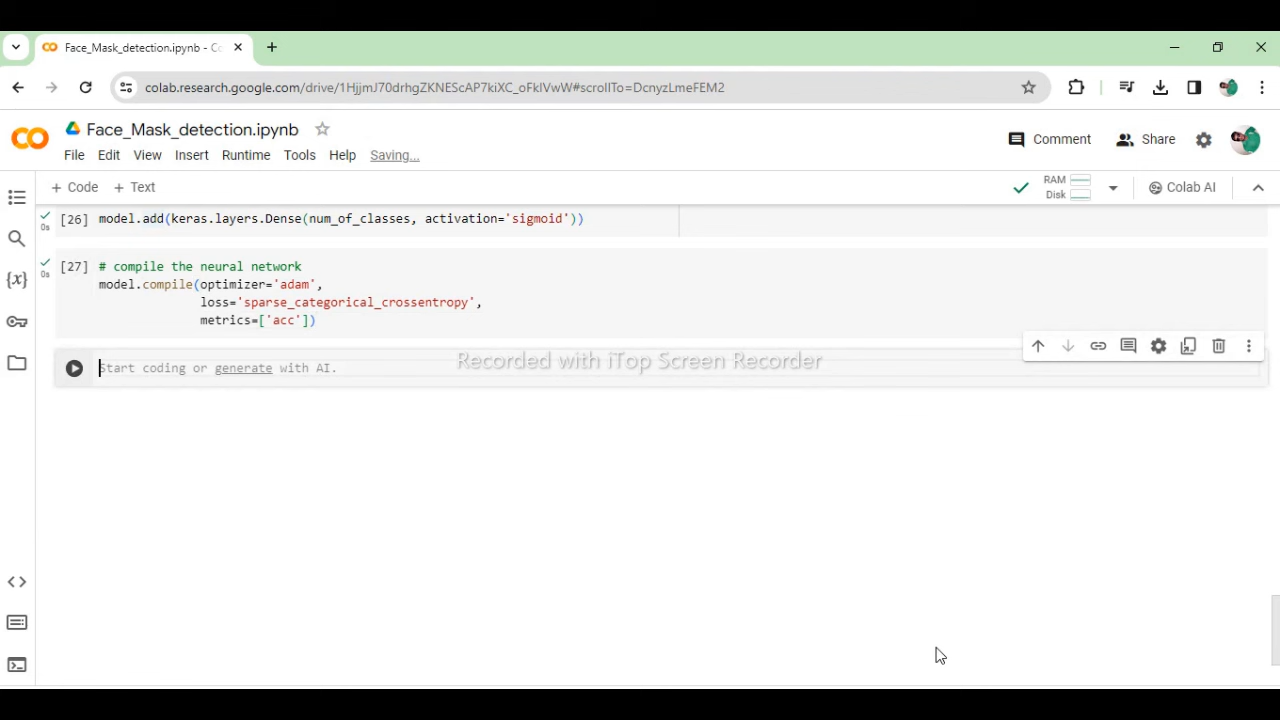 Face_Mask_detection.ipynb - Co
colab.research.google.com/drive/1HjjmJ70drhgZKNEScAP7kiXC_oFkIVwW#scrollTo=DcnyzLmeFEM2
Face_Mask_detection.ipynb
Comment
Share
File Edit View Insert Runtime Tools Help Saving...
+ Code + Text
RAM
Disk
Colab AI
[26] model.add(keras.layers.Dense(num_of_classes, activation='sigmoid'))
0s
[27] # compile the neural network
0s
model.compile(optimizer='adam',
loss='sparse_categorical_crossentropy',
metrics=['acc'])
Start coding or generate with AI.
Recorded with iTop Screen Recorder